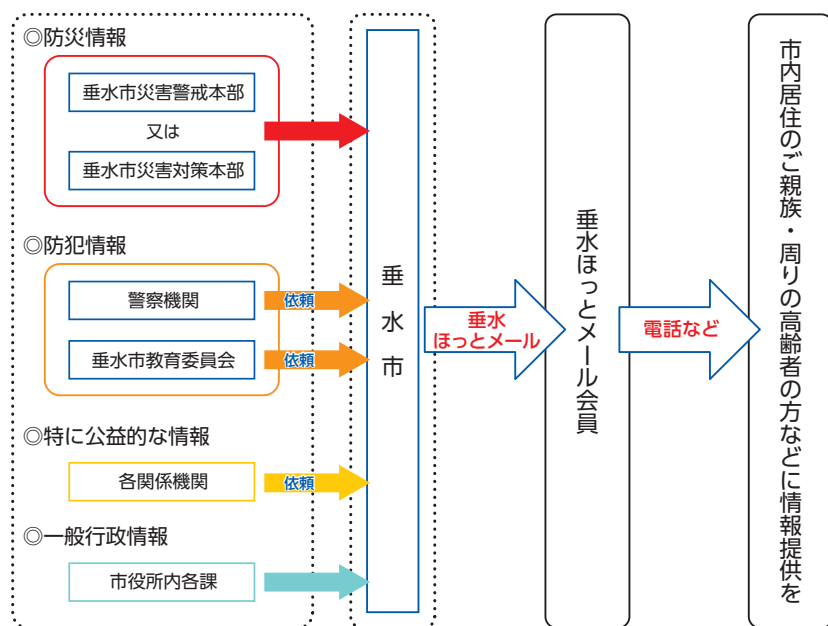 ◎防災情報
垂水市災害警戒本部
又は
垂水市災害対策本部
◎防犯情報
警察機関
依頼
垂水市教育委員会
依頼
◎特に公益的な情報
各関係機関
依頼
◎一般行政情報
市役所内各課
垂水市
垂水
ほっとメール
垂水ほっとメール会員
電話など
市内居住のご親族・周りの高齢者の方などに情報提供を